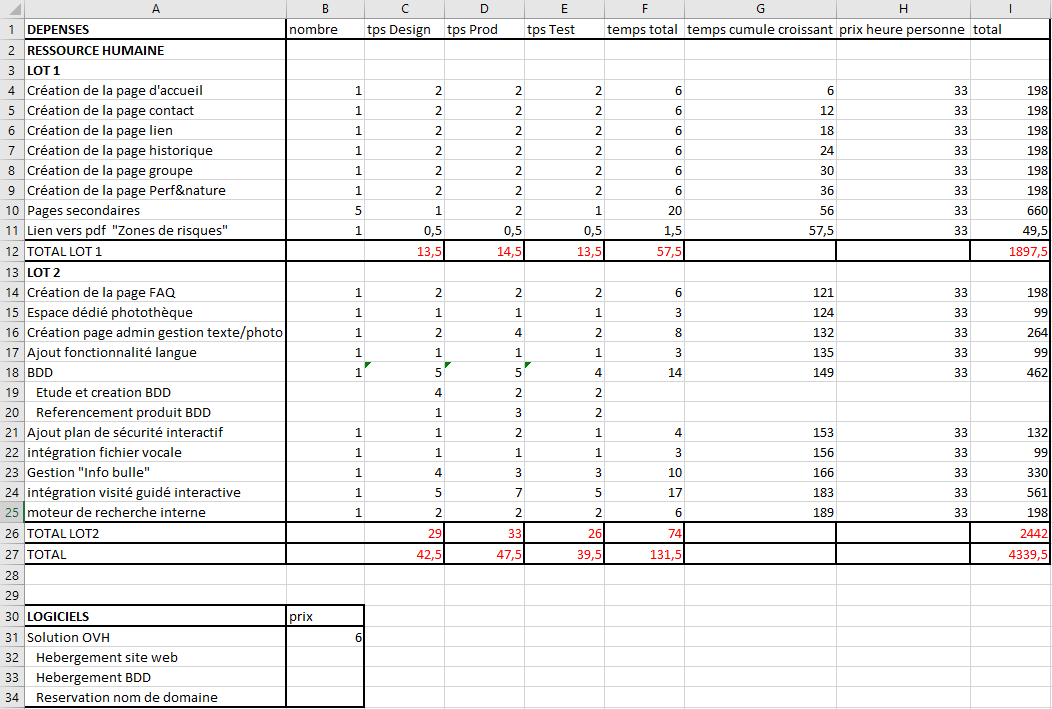 A B C D E F G H I
1 DEPENSES nombre tps Design tps Prod tps Test temps total temps cumule croissant prix heure personne total
2 RESSOURCE HUMAINE
3 LOT 1
4 Création de la page d'accueil 1 2 2 2 6 6 33 198
5 Création de la page contact 1 2 2 2 6 12 33 198
6 Création de la page lien 1 2 2 2 6 18 33 198
7 Création de la page historique 1 2 2 2 6 24 33 198
8 Création de la page groupe 1 2 2 2 6 30 33 198
9 Création de la page Perf&nature 1 2 2 2 6 36 33 198
10 Pages secondaires 5 1 2 1 20 56 33 660
11 Lien vers pdf "Zones de risques" 1 0,5 0,5 0,5 1,5 57,5 33 49,5
12 TOTAL LOT 1 13,5 14,5 13,5 57,5 1897,5
13 LOT 2
14 Création de la page FAQ 1 2 2 2 6 121 33 198
15 Espace dédié photothèque 1 1 1 1 3 124 33 99
16 Création page admin gestion texte/photo 1 2 4 2 8 132 33 264
17 Ajout fonctionnalité langue 1 1 1 1 3 135 33 99
18 BDD 1 5 5 4 14 149 33 462
19 Etude et creation BDD 4 2 2
20 Referencement produit BDD 1 3 2
21 Ajout plan de sécurité interactif 1 1 2 1 4 153 33 132
22 intégration fichier vocale 1 1 1 1 3 156 33 99
23 Gestion "Info bulle" 1 4 3 3 10 166 33 330
24 intégration visité guidé interactive 1 5 7 5 17 183 33 561
25 moteur de recherche interne 1 2 2 2 6 189 33 198
26 TOTAL LOT2 29 33 26 74 2442
27 TOTAL 42,5 47,5 39,5 131,5 4339,5
28
29
30 LOGICIELS prix
31 Solution OVH 6
32 Hebergement site web
33 Hebergement BDD
34 Reservation nom de domaine